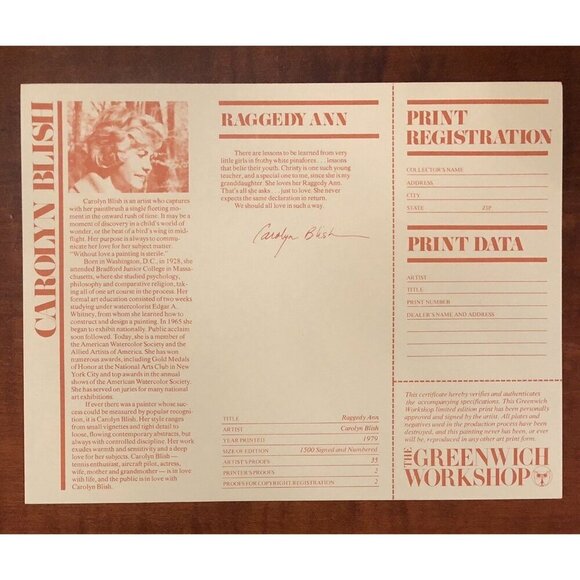 CAROLYN BLISH
Carolyn Blish is an artist who captures
with her paintbrush a single fleeting mo-
ment in the onward rush of time. It may be a
moment of discovery in a child's world of
wonder, or the beat of a bird's wing in mid-
flight. Her purpose is always to commu-
nicate her love for her subject matter:
"Without love a painting is sterile."
Born in Washington, D.C., in 1928, she
attended Bradford Junior College in Massa-
chusetts, where she studied psychology,
philosophy and comparative religion, tak-
ing all of one art course in the process. Her
formal art education consisted of two weeks
studying under watercolorist Edgar A.
Whitney, from whom she learned how to
construct and design a painting. In 1965 she
began to exhibit nationally. Public acclaim
soon followed. Today, she is a member of
the American Watercolor Society and the
Allied Artists of America. She has won
numerous awards, including Gold Medals
of Honor at the National Arts Club in New
York City and top awards in the annual
shows of the American Watercolor Society.
She has served on juries for many national
art exhibitions.
If ever there was a painter whose suc-
cess could be measured by popular recogni-
tion, it is Carolyn Blish. Her style ranges
from small vignettes and right detail to
loose, flowing contemporary abstracts, but
always with controlled discipline. Her work
exudes warmth and sensitivity and a deep
love for her subjects. Carolyn Blish —
tennis enthusiast, aircraft pilot, actress,
wife, mother and grandmother — is in
love with life, and the public is in love with
Carolyn Blish.
RAGGEDY ANN
There are lessons to be learned from very
little girls in frothy white pinafores . . . lessons
that belie their youth. Christy is one such young
teacher, and a special one to me, since she is my
granddaughter. She loves her Raggedy Ann.
That's all she asks . . . just to love. She never
expects the same declaration in return.
We should all love in such a way.
Carolyn Blish
TITLE Raggedy Ann
ARTIST Carolyn Blish
YEAR PRINTED 1979
SIZE OF EDITION 1500 Signed and Numbered
ARTIST'S PROOFS 35
PRINTER'S PROOFS 2
PROOFS FOR COPYRIGHT REGISTRATION 2
PRINT
REGISTRATION
COLLECTOR'S NAME
ADDRESS
CITY
STATE ZIP
PRINT DATA
ARTIST
TITLE
PRINT NUMBER
DEALER'S NAME AND ADDRESS
This certificate hereby verifies and authenticates
the accompanying specifications. This Greenwich
Workshop limited edition print has been personally
approved and signed by the artist. All plates and
negatives used in the production process have been
destroyed, and this painting never has been, or ever
will be, reproduced in any other art print form.
THE GREENWICH
WORKSHOP